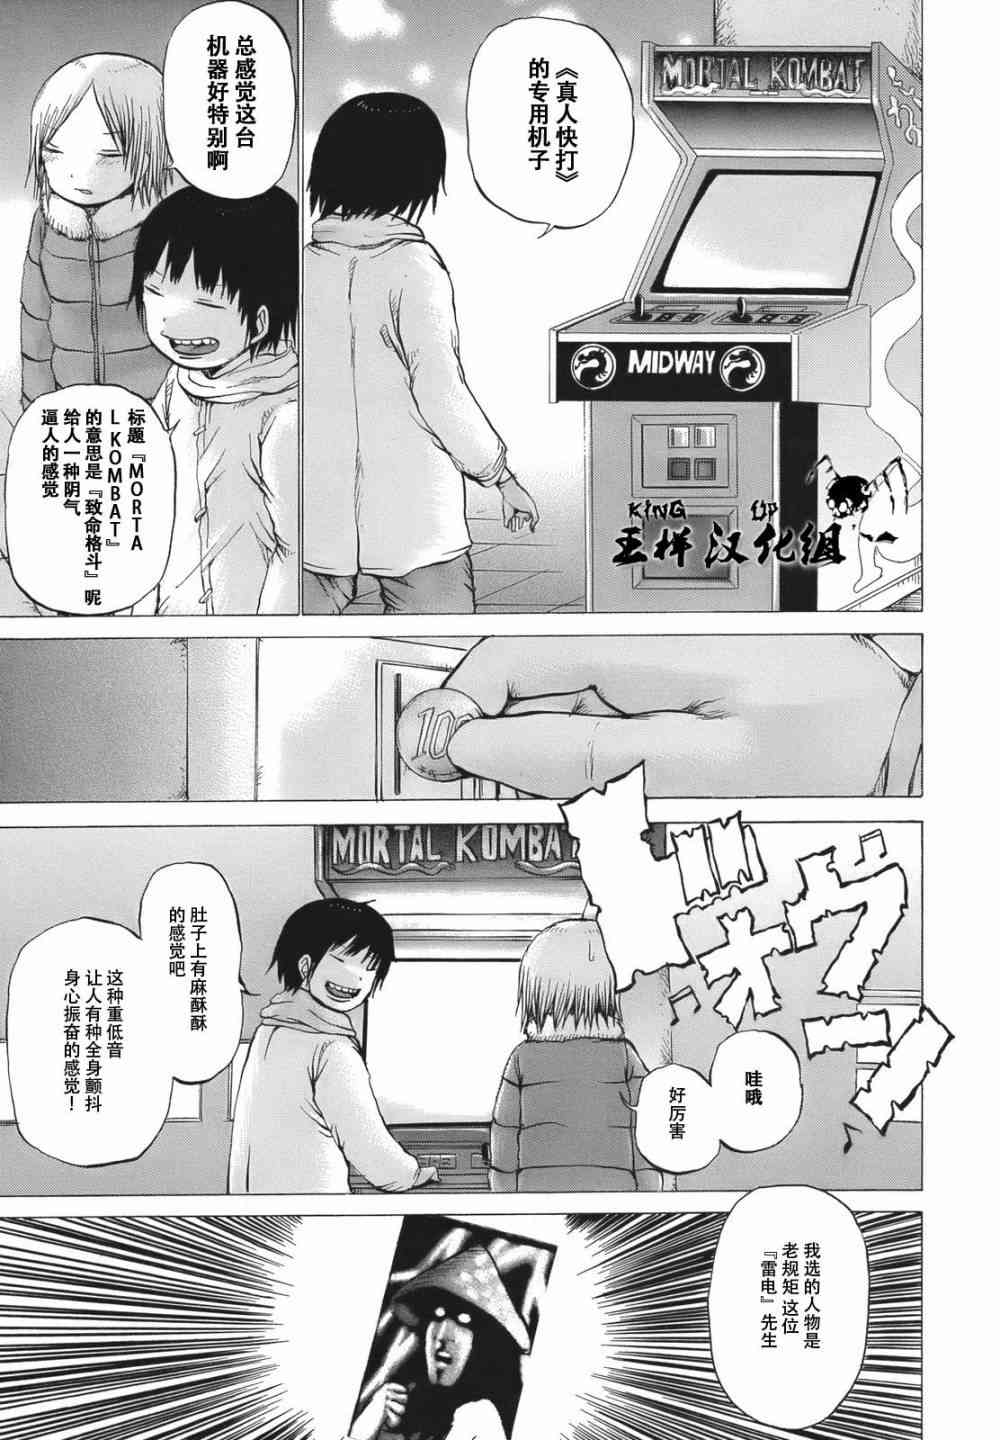 MORTAL KOMBAT
《真人快打》
的专用机子
MIDWAY
KING
王样汉化组
总感觉这台
机器好特别啊
标题『MORTA
L KOMBAT』
的意思是『致命格斗』呢
给人一种阴气
逼人的感觉
100
MORTAL KOMBAT
ギュオウーン
哇哦
好厉害
肚子上有麻酥酥
的感觉吧
这种重低音
让人有种全身颤抖
身心振奋的感觉！
我选的人物是
老规矩 这位
『雷电』先生